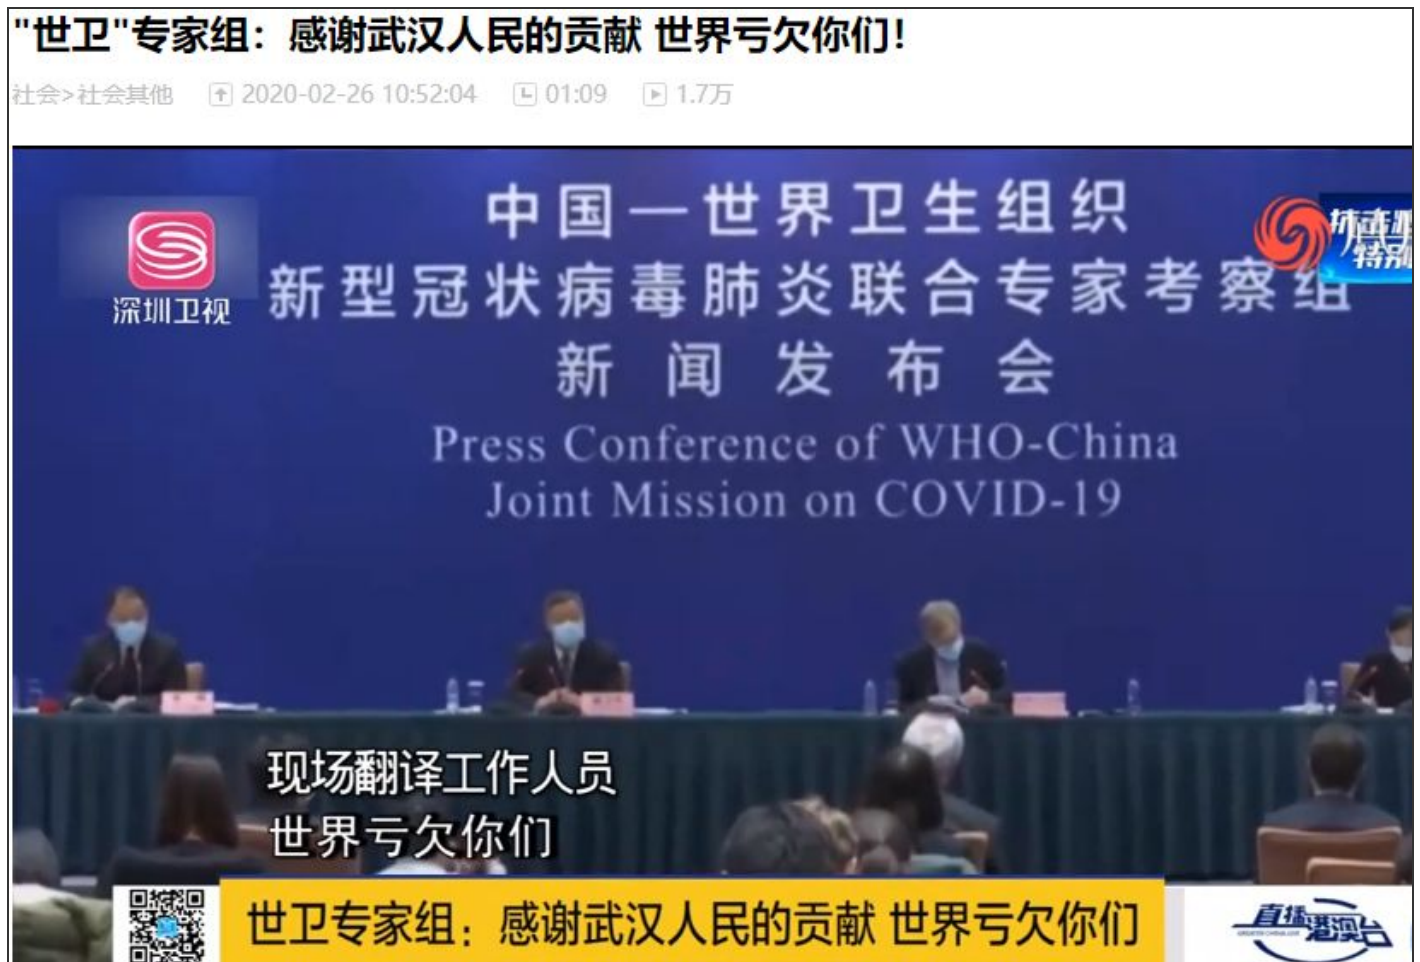 "世卫"专家组：感谢武汉人民的贡献 世界亏欠你们！
社会>社会其他 2020-02-26 10:52:04 01:09 1.7万
中国—世界卫生组织
深圳卫视
新型冠状病毒肺炎联合专家考察组
新闻发布会
Press Conference of WHO-China
Joint Mission on COVID-19
特别
现场翻译工作人员
世界亏欠你们
世卫专家组：感谢武汉人民的贡献 世界亏欠你们
直播港澳台